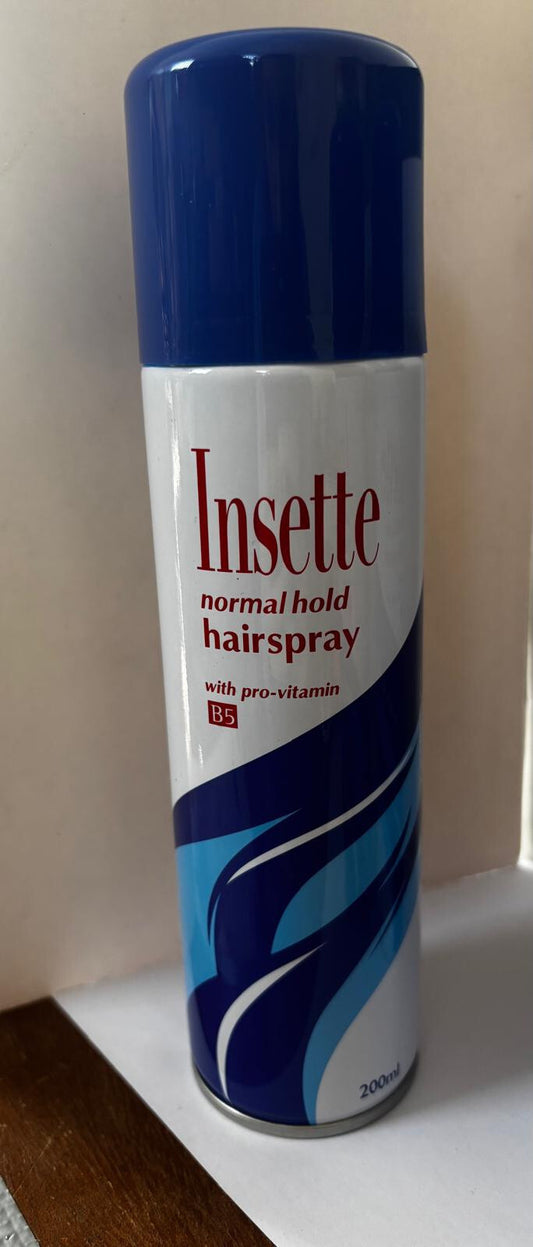 Insette
normal hold
hairspray
with pro-vitamin
B5
200ml